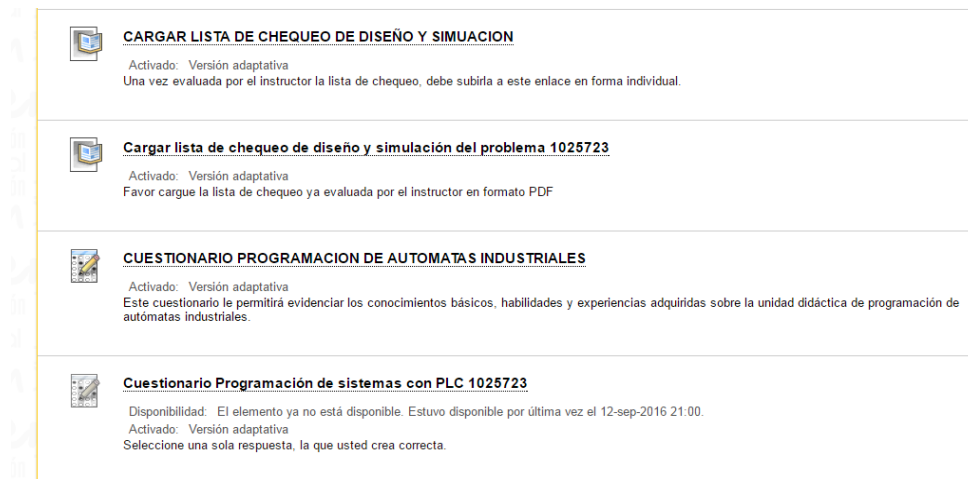 CARGAR LISTA DE CHEQUEO DE DISEÑO Y SIMUACION
Activado: Versión adaptativa
Una vez evaluada por el instructor la lista de chequeo, debe subirla a este enlace en forma individual.
Cargar lista de chequeo de diseño y simulación del problema 1025723
Activado: Versión adaptativa
Favor cargue la lista de chequeo ya evaluada por el instructor en formato PDF
CUESTIONARIO PROGRAMACION DE AUTOMATAS INDUSTRIALES
Activado: Versión adaptativa
Este cuestionario le permitirá evidenciar los conocimientos básicos, habilidades y experiencias adquiridas sobre la unidad didáctica de programación de
autómatas industriales.
Cuestionario Programación de sistemas con PLC 1025723
Disponibilidad: El elemento ya no está disponible. Estuvo disponible por última vez el 12-sep-2016 21:00.
Activado: Versión adaptativa
Seleccione una sola respuesta, la que usted crea correcta.